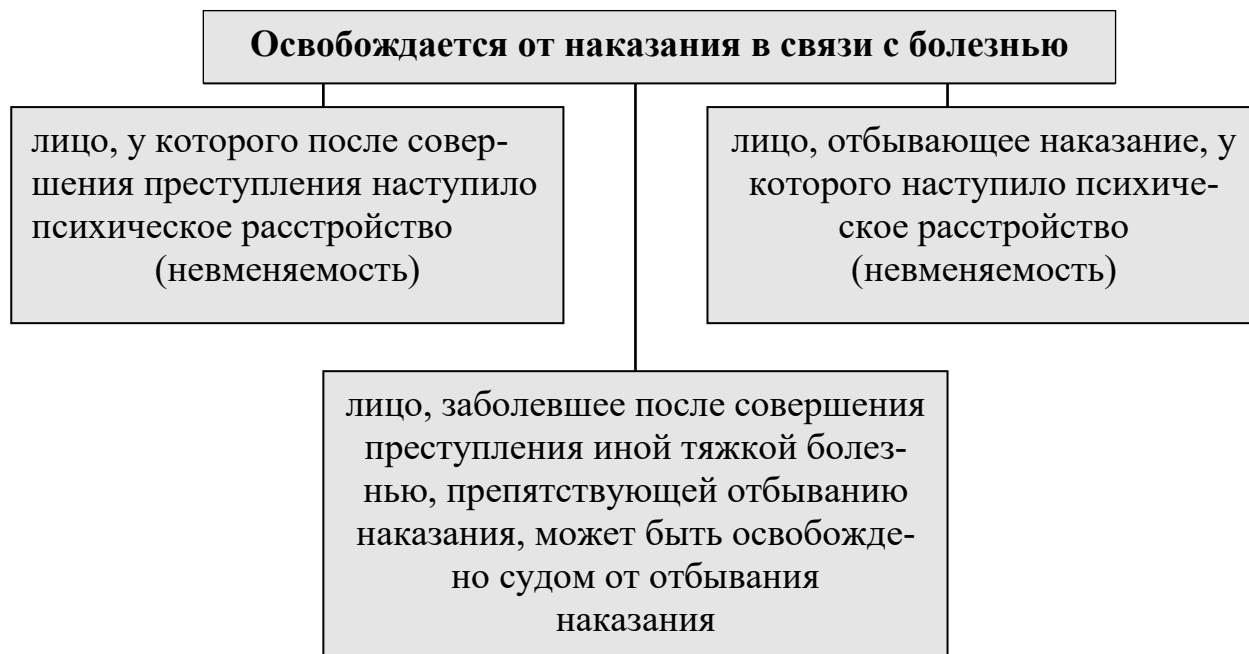 Освобождается от наказания в связи с болезнью
лицо, у которого после совер-
шения преступления наступило
психическое расстройство
(невменяемость)
лицо, отбывающее наказание, у
которого наступило психиче-
ское расстройство
(невменяемость)
лицо, заболевшее после совершения
преступления иной тяжкой болез-
нью, препятствующей отбыванию
наказания, может быть освобожде-
но судом от отбывания
наказания